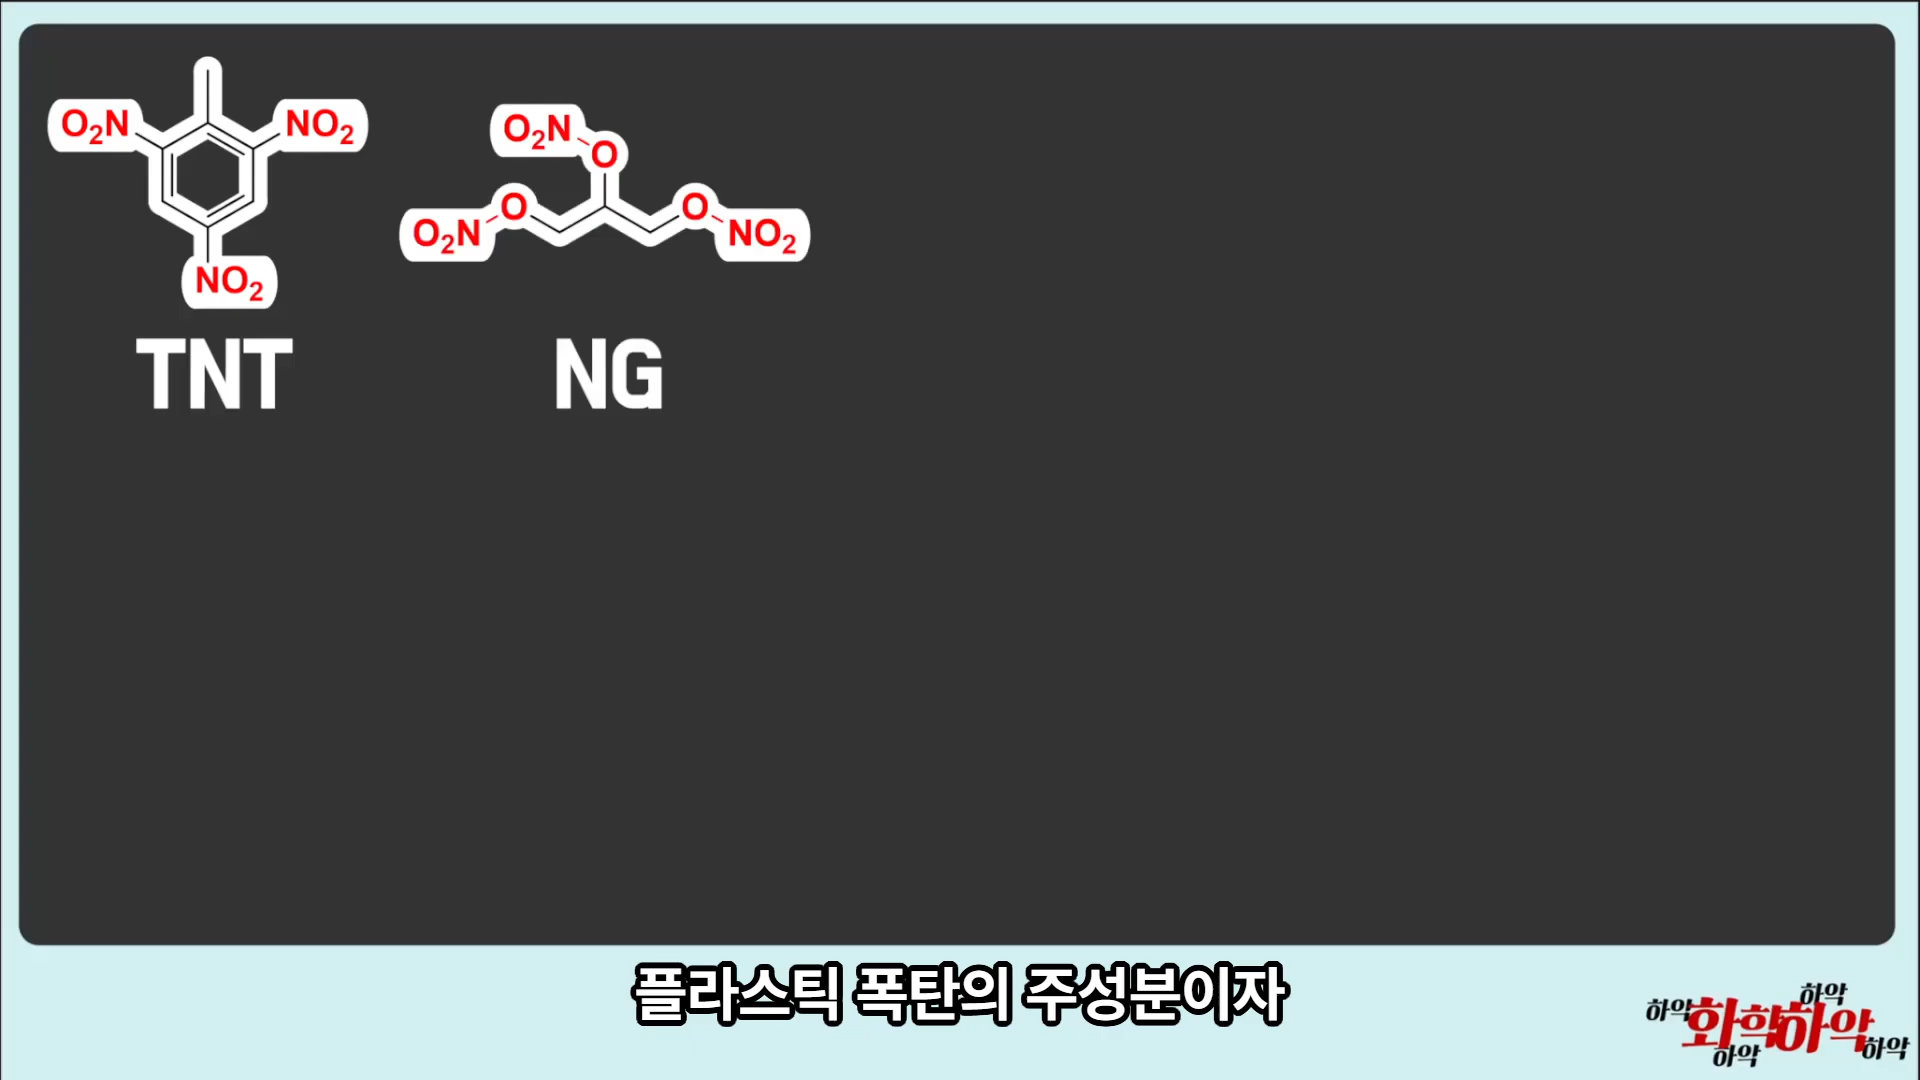 O2N NO2
NO2
TNT
O2N
O
O2N O O NO2
NG
플라스틱 폭탄의 주성분이자
하약 하약
화학하약
하약 하약